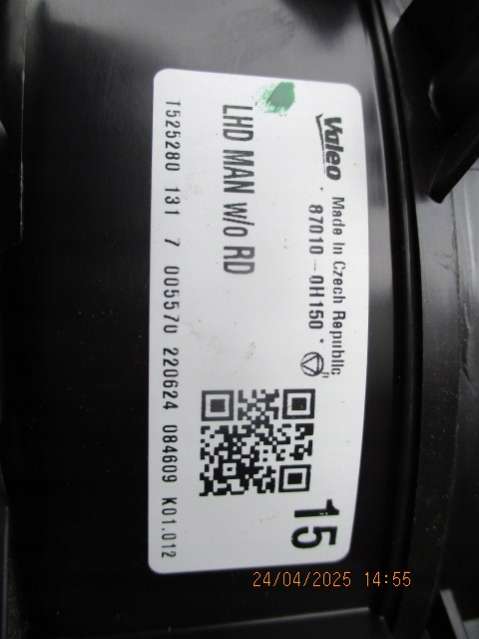 Valeo Made In Czech Republic
· 87010-0H150 ·
LHD MAN w/o RD
15
T525280 131 7 005570 220624 084609 K01.012
24/04/2025 14:55